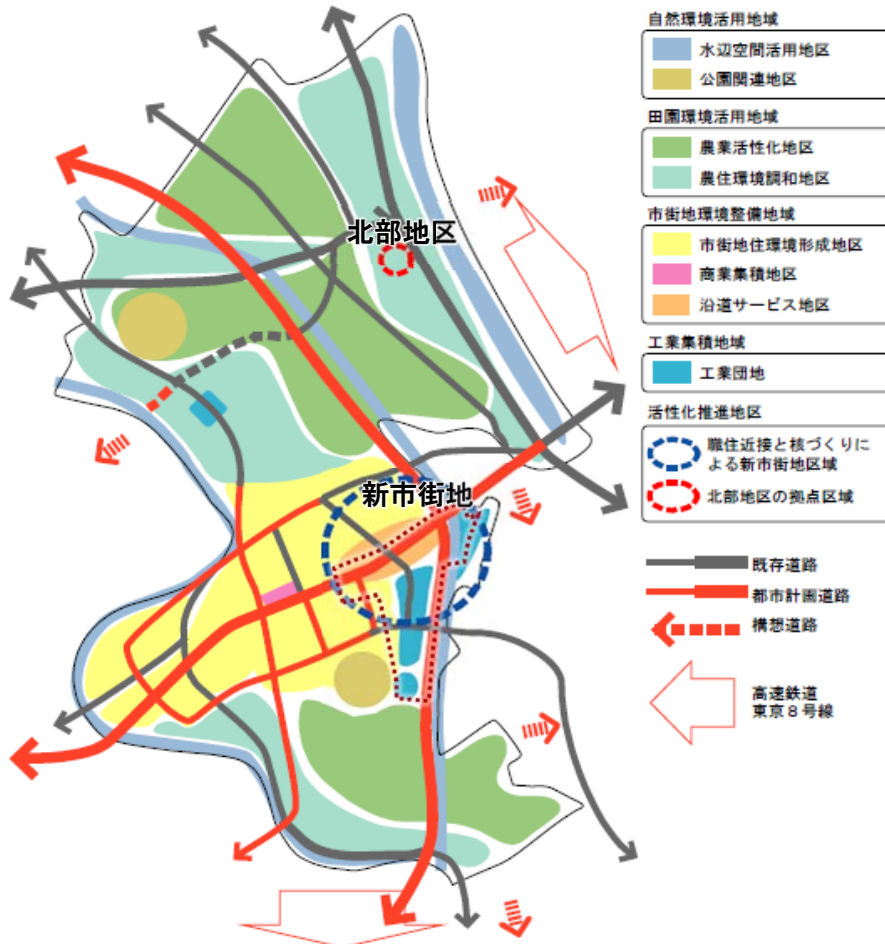 北部地区
新市街地
自然環境活用地域
水辺空間活用地区
公園関連地区
田園環境活用地域
農業活性化地区
農住環境調和地区
市街地環境整備地域
市街地住環境形成地区
商業集積地区
沿道サービス地区
工業集積地域
工業団地
活性化推進地区
職住近接と核づくりに
よる新市街地区域
北部地区の拠点区域
既存道路
都市計画道路
構想道路
高速鉄道
東京８号線